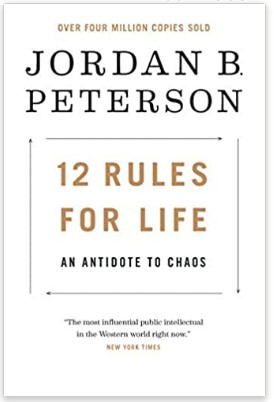 OVER FOUR MILLION COPIES SOLD
JORDAN B.
PETERSON
12 RULES
FOR LIFE
AN ANTIDOTE TO CHAOS
"The most influential public intellectual
in the Western world right now."
NEW YORK TIMES